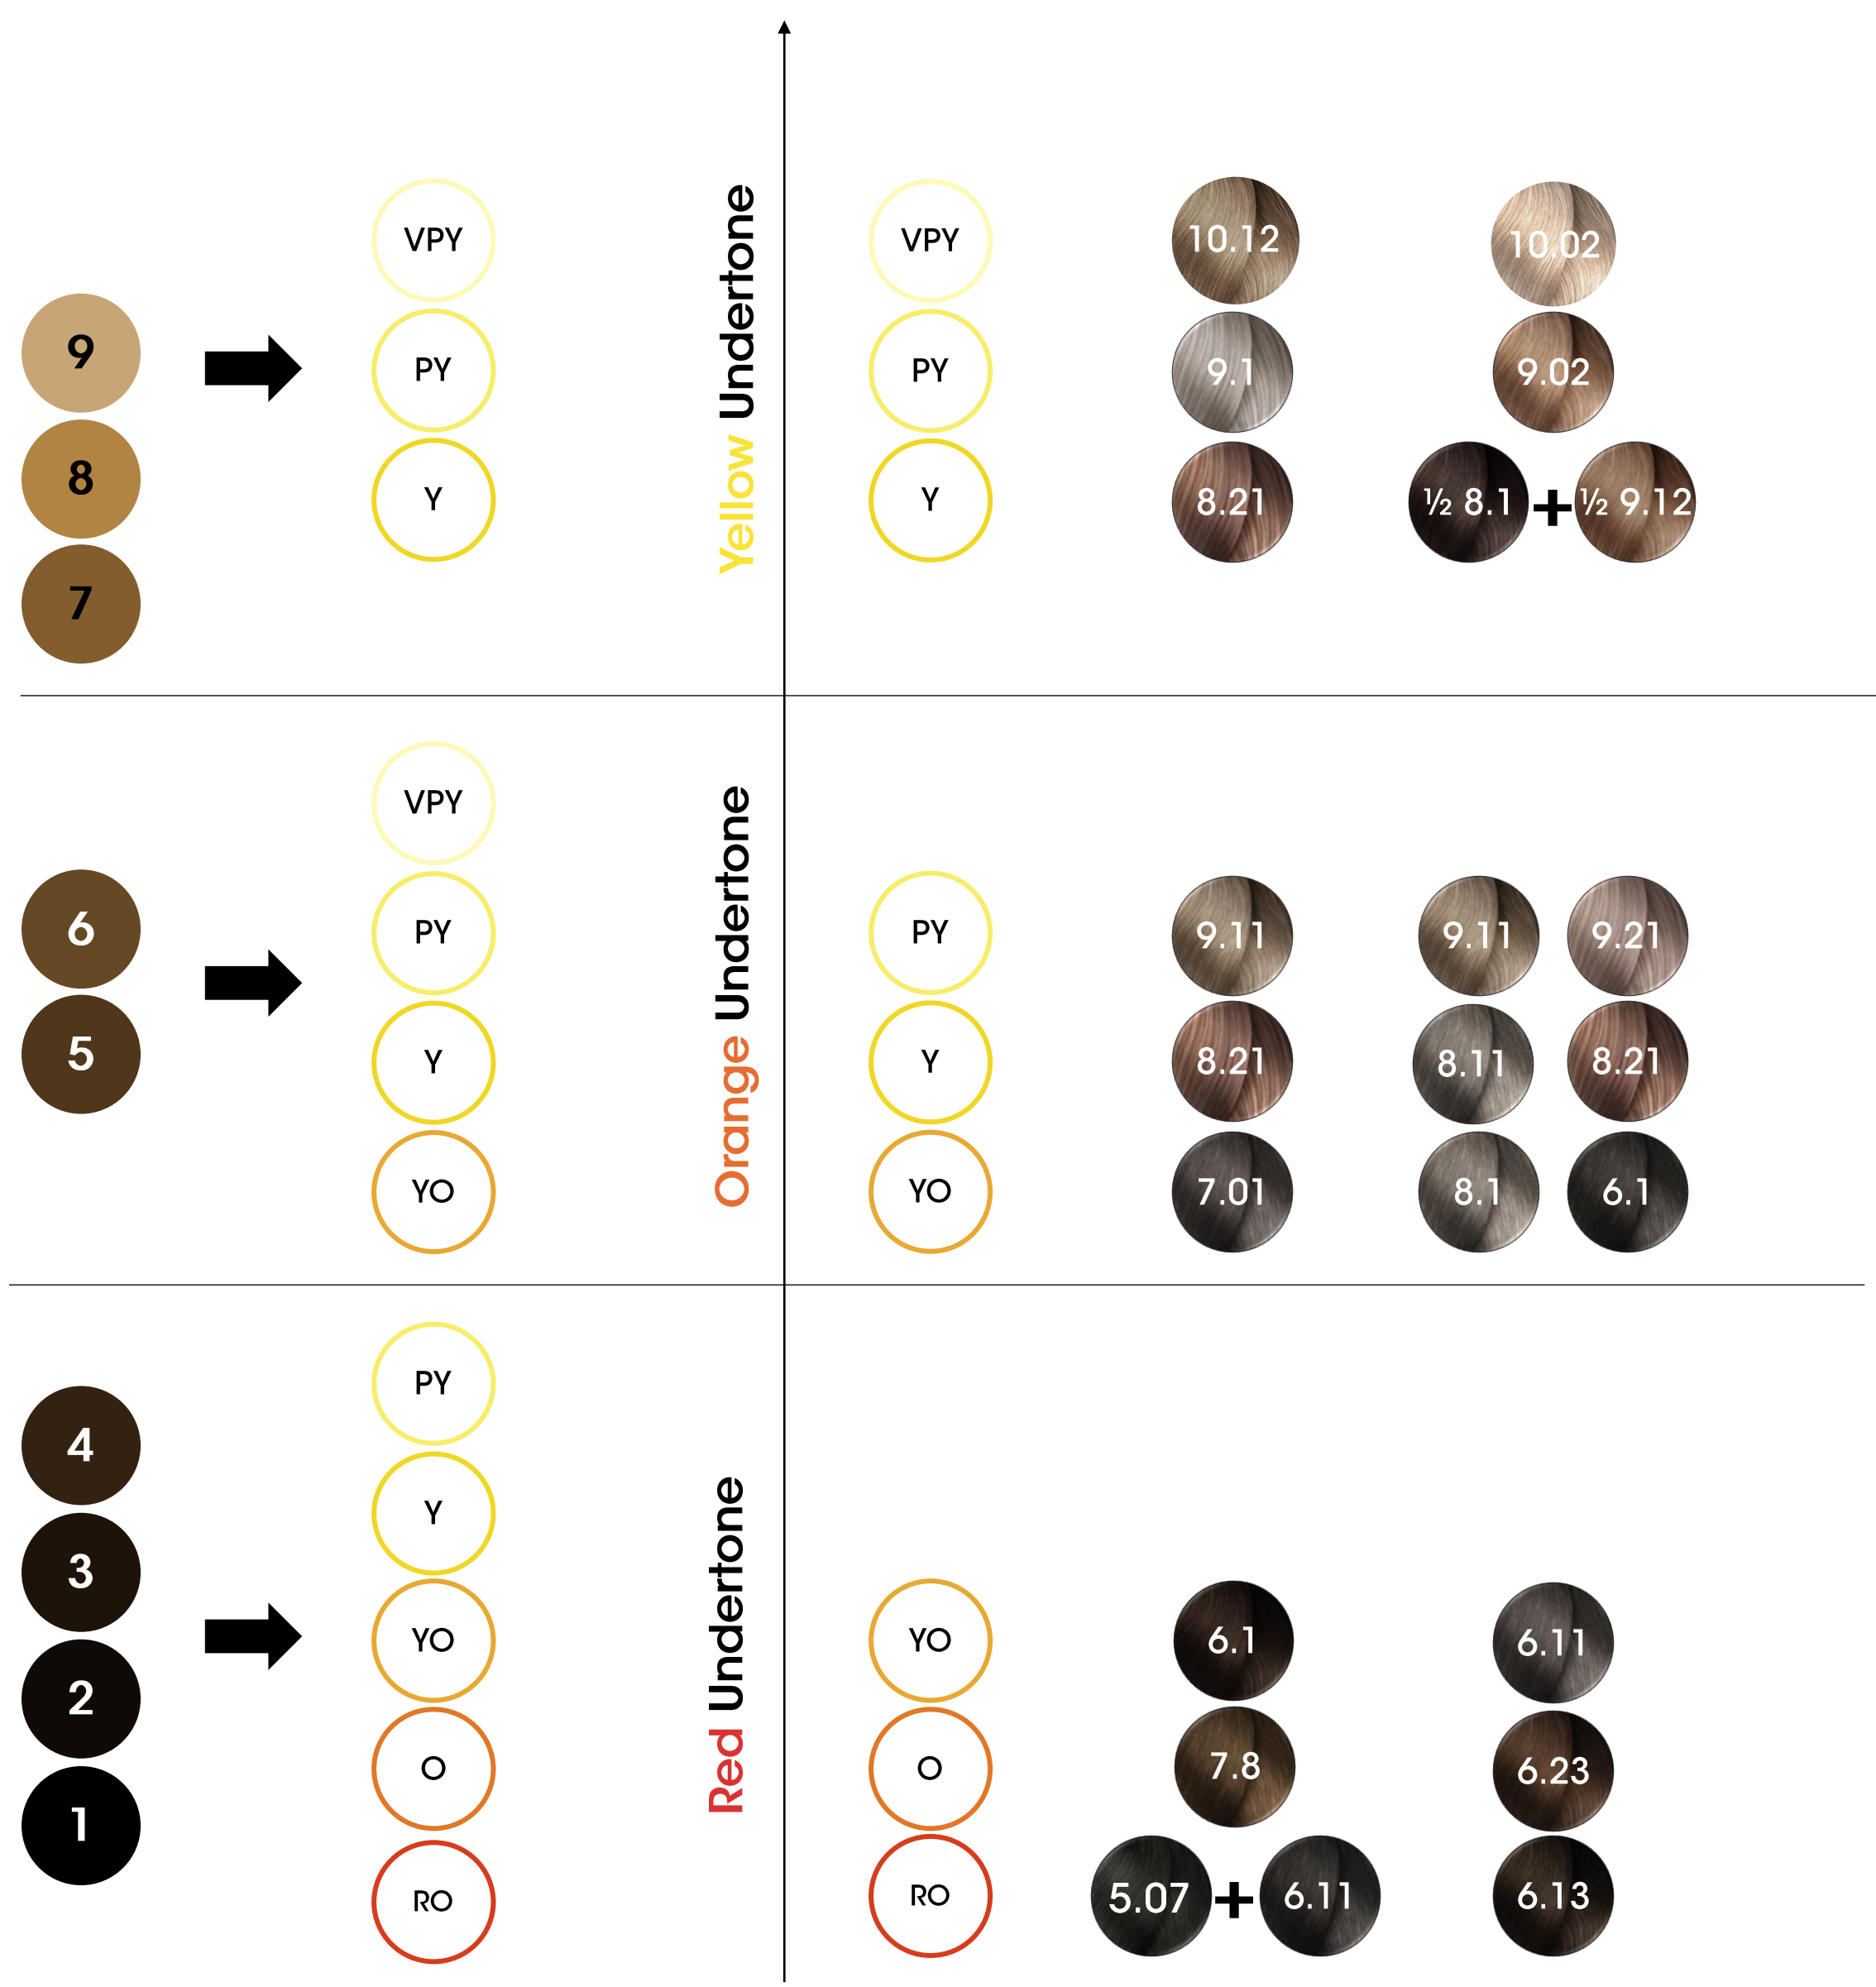 VPY
PY
Y
9
8
7
Yellow Undertone
VPY 10.12 10.02
PY 9.1 9.02
Y 8.21 ½ 8.1 + ½ 9.12
VPY
PY
Y
YO
6
5
Orange Undertone
PY 9.11 9.11 9.21
Y 8.21 8.11 8.21
YO 7.01 8.1 6.1
PY
Y
YO
O
RO
4
3
2
1
Red Undertone
YO 6.1 6.11
O 7.8 6.23
RO 5.07 + 6.11 6.13